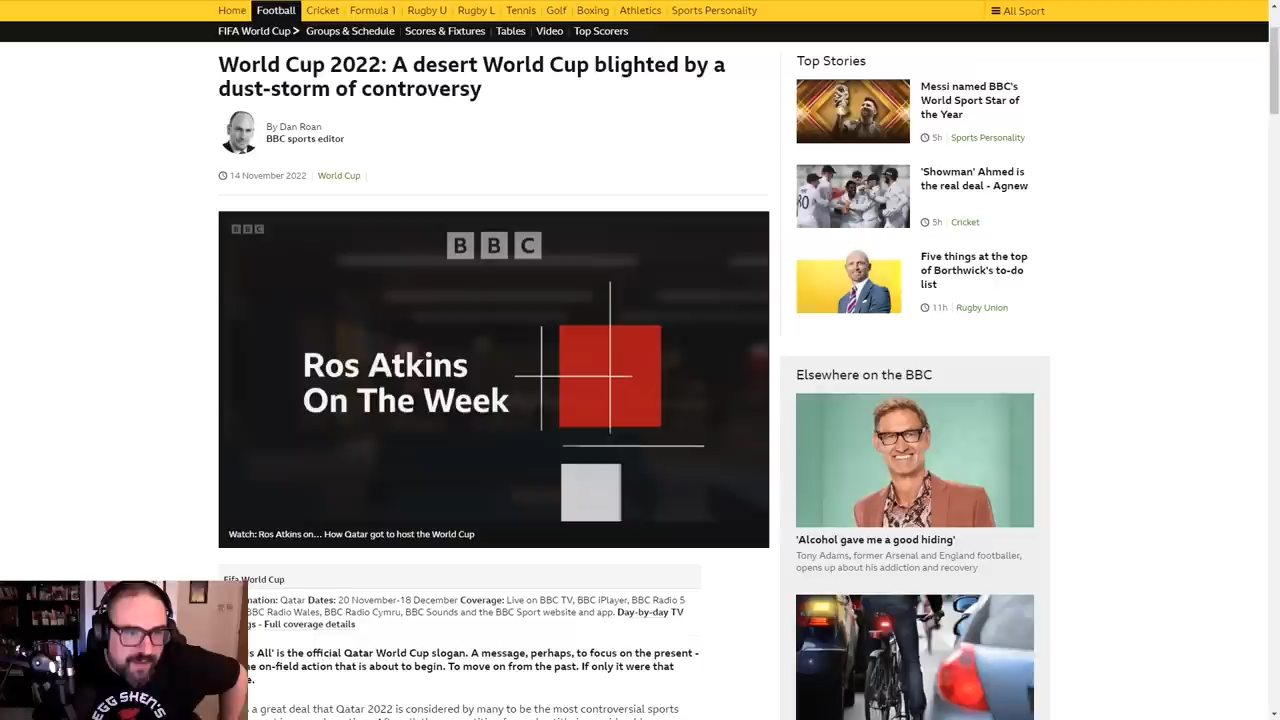 Home Football Cricket Formula 1 Rugby U Rugby L Tennis Golf Boxing Athletics Sports Personality All Sport
FIFA World Cup > Groups & Schedule Scores & Fixtures Tables Video Top Scorers
World Cup 2022: A desert World Cup blighted by a
dust-storm of controversy
By Dan Roan
BBC sports editor
14 November 2022 World Cup
BBC
BBC
Ros Atkins
On The Week
Watch: Ros Atkins on... How Qatar got to host the World Cup
Fifa World Cup
nation: Qatar Dates: 20 November-18 December Coverage: Live on BBC TV, BBC iPlayer, BBC Radio 5
BBC Radio Wales, BBC Radio Cymru, BBC Sounds and the BBC Sport website and app. Day-by-day TV
gs - Full coverage details
s All' is the official Qatar World Cup slogan. A message, perhaps, to focus on the present -
e on-field action that is about to begin. To move on from the past. If only it were that
e.
a great deal that Qatar 2022 is considered by many to be the most controversial sports
EGG SHEN'S
Top Stories
Messi named BBC's
World Sport Star of
the Year
5h Sports Personality
'Showman' Ahmed is
the real deal - Agnew
5h Cricket
Five things at the top
of Borthwick's to-do
list
11h Rugby Union
Elsewhere on the BBC
'Alcohol gave me a good hiding'
Tony Adams, former Arsenal and England footballer,
opens up about his addiction and recovery